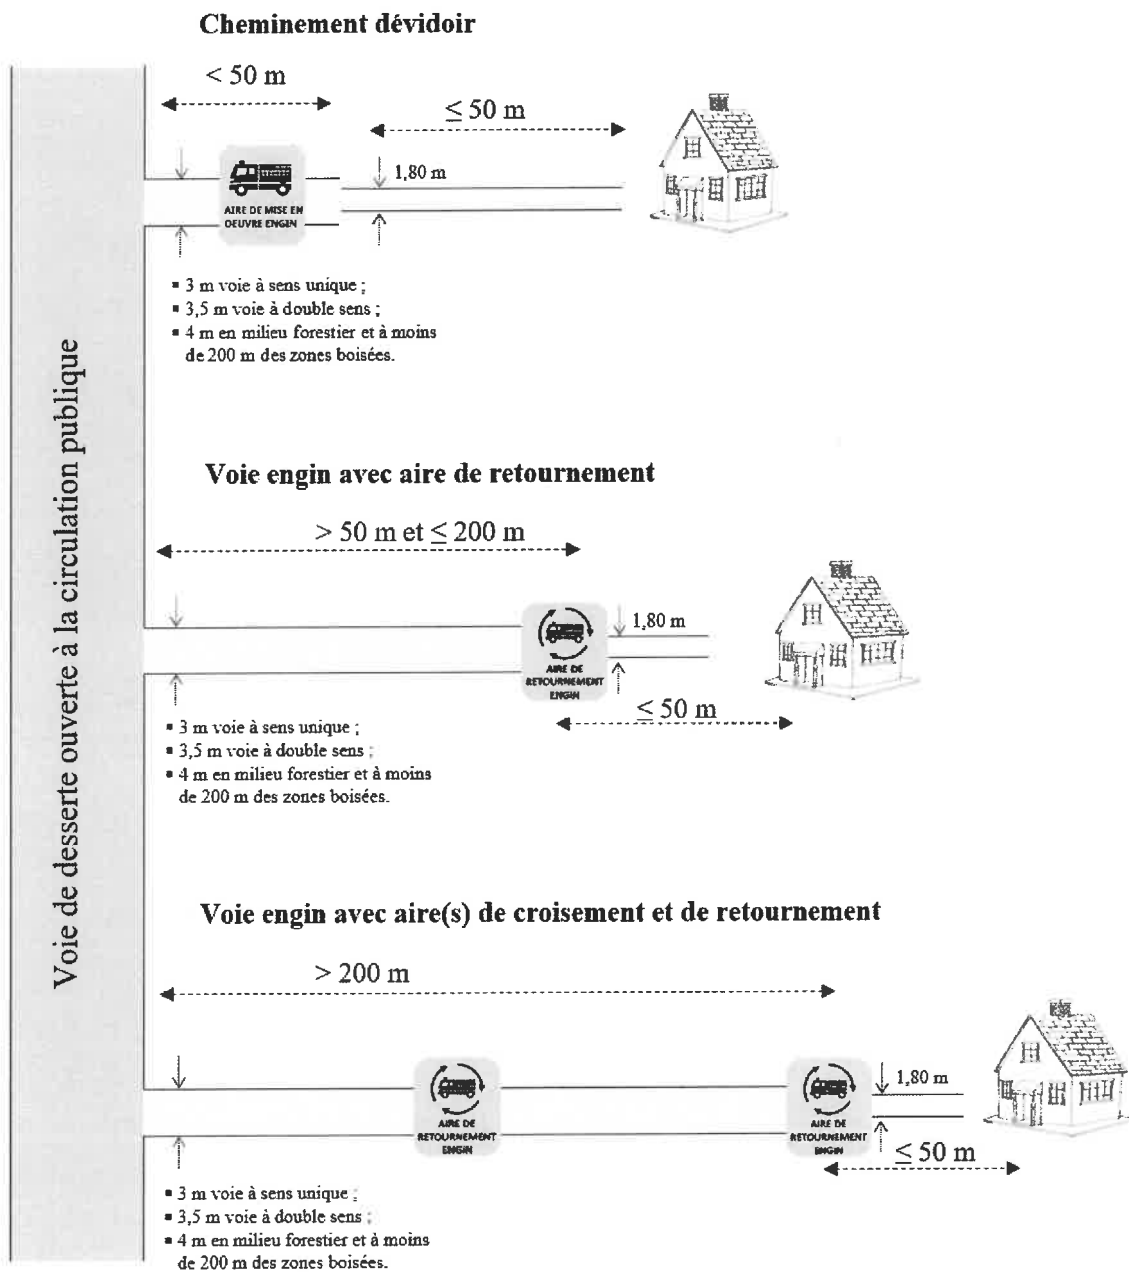 Cheminement dévidoir
< 50 m
≤ 50 m
1,80 m
AIRE DE MISE EN
OEUVRE ENGIN
▪ 3 m voie à sens unique ;
▪ 3,5 m voie à double sens ;
▪ 4 m en milieu forestier et à moins
de 200 m des zones boisées.
Voie de desserte ouverte à la circulation publique
Voie engin avec aire de retournement
> 50 m et ≤ 200 m
1,80 m
AIRE DE
RETOURNEMENT
ENGIN
≤ 50 m
▪ 3 m voie à sens unique ;
▪ 3,5 m voie à double sens ;
▪ 4 m en milieu forestier et à moins
de 200 m des zones boisées.
Voie engin avec aire(s) de croisement et de retournement
> 200 m
1,80 m
AIRE DE
RETOURNEMENT
ENGIN
AIRE DE
RETOURNEMENT
ENGIN
≤ 50 m
▪ 3 m voie à sens unique ;
▪ 3,5 m voie à double sens ;
▪ 4 m en milieu forestier et à moins
de 200 m des zones boisées.